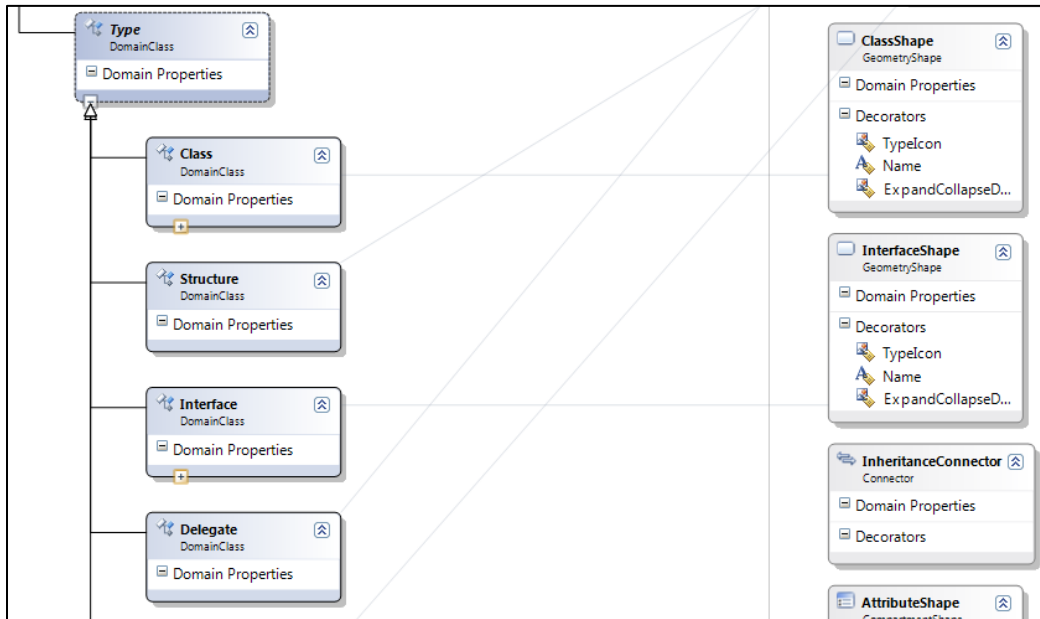 Type
DomainClass
Domain Properties
Class
DomainClass
Domain Properties
Structure
DomainClass
Domain Properties
Interface
DomainClass
Domain Properties
Delegate
DomainClass
Domain Properties
ClassShape
GeometryShape
Domain Properties
Decorators
TypeIcon
Name
ExpandCollapseD...
InterfaceShape
GeometryShape
Domain Properties
Decorators
TypeIcon
Name
ExpandCollapseD...
InheritanceConnector
Connector
Domain Properties
Decorators
AttributeShape
CompartmentShape